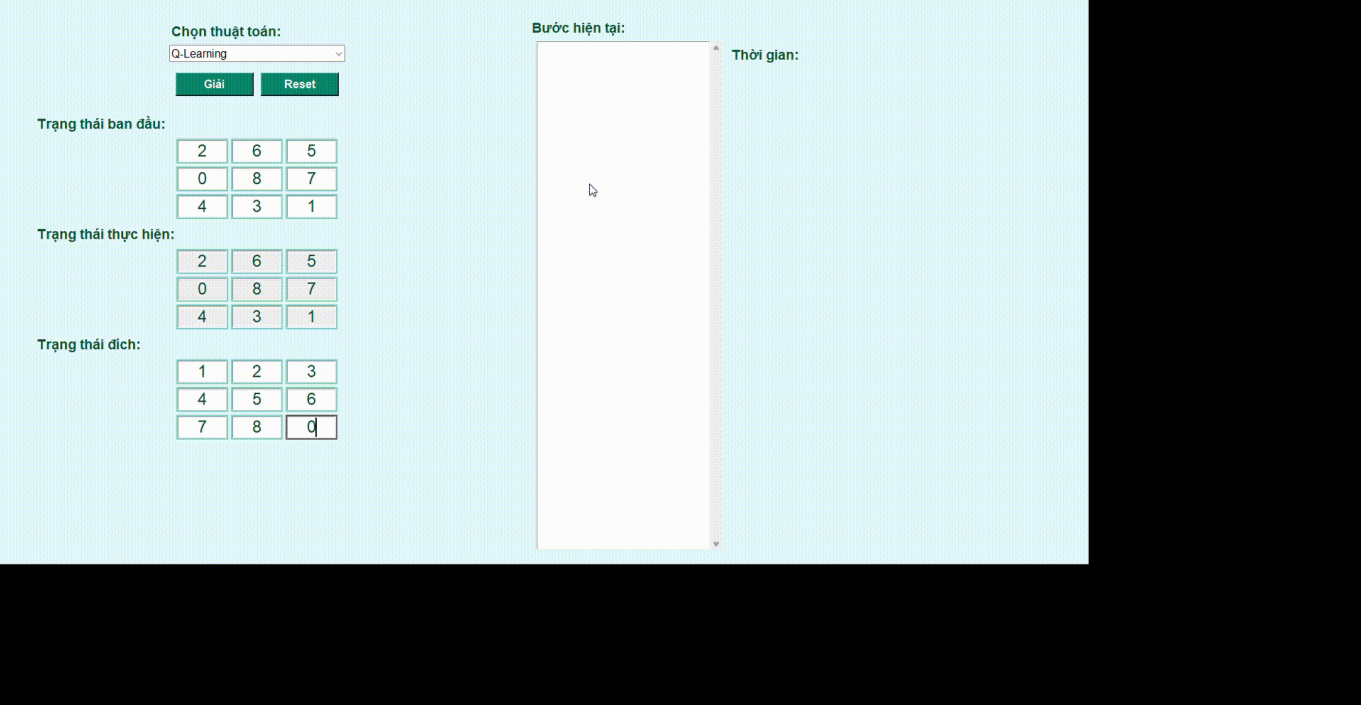 Chọn thuật toán:
Q-Learning
Giải Reset
Trạng thái ban đầu:
2 6 5
0 8 7
4 3 1
Trạng thái thực hiện:
2 6 5
0 8 7
4 3 1
Trạng thái đích:
1 2 3
4 5 6
7 8 0
Bước hiện tại:
Thời gian: